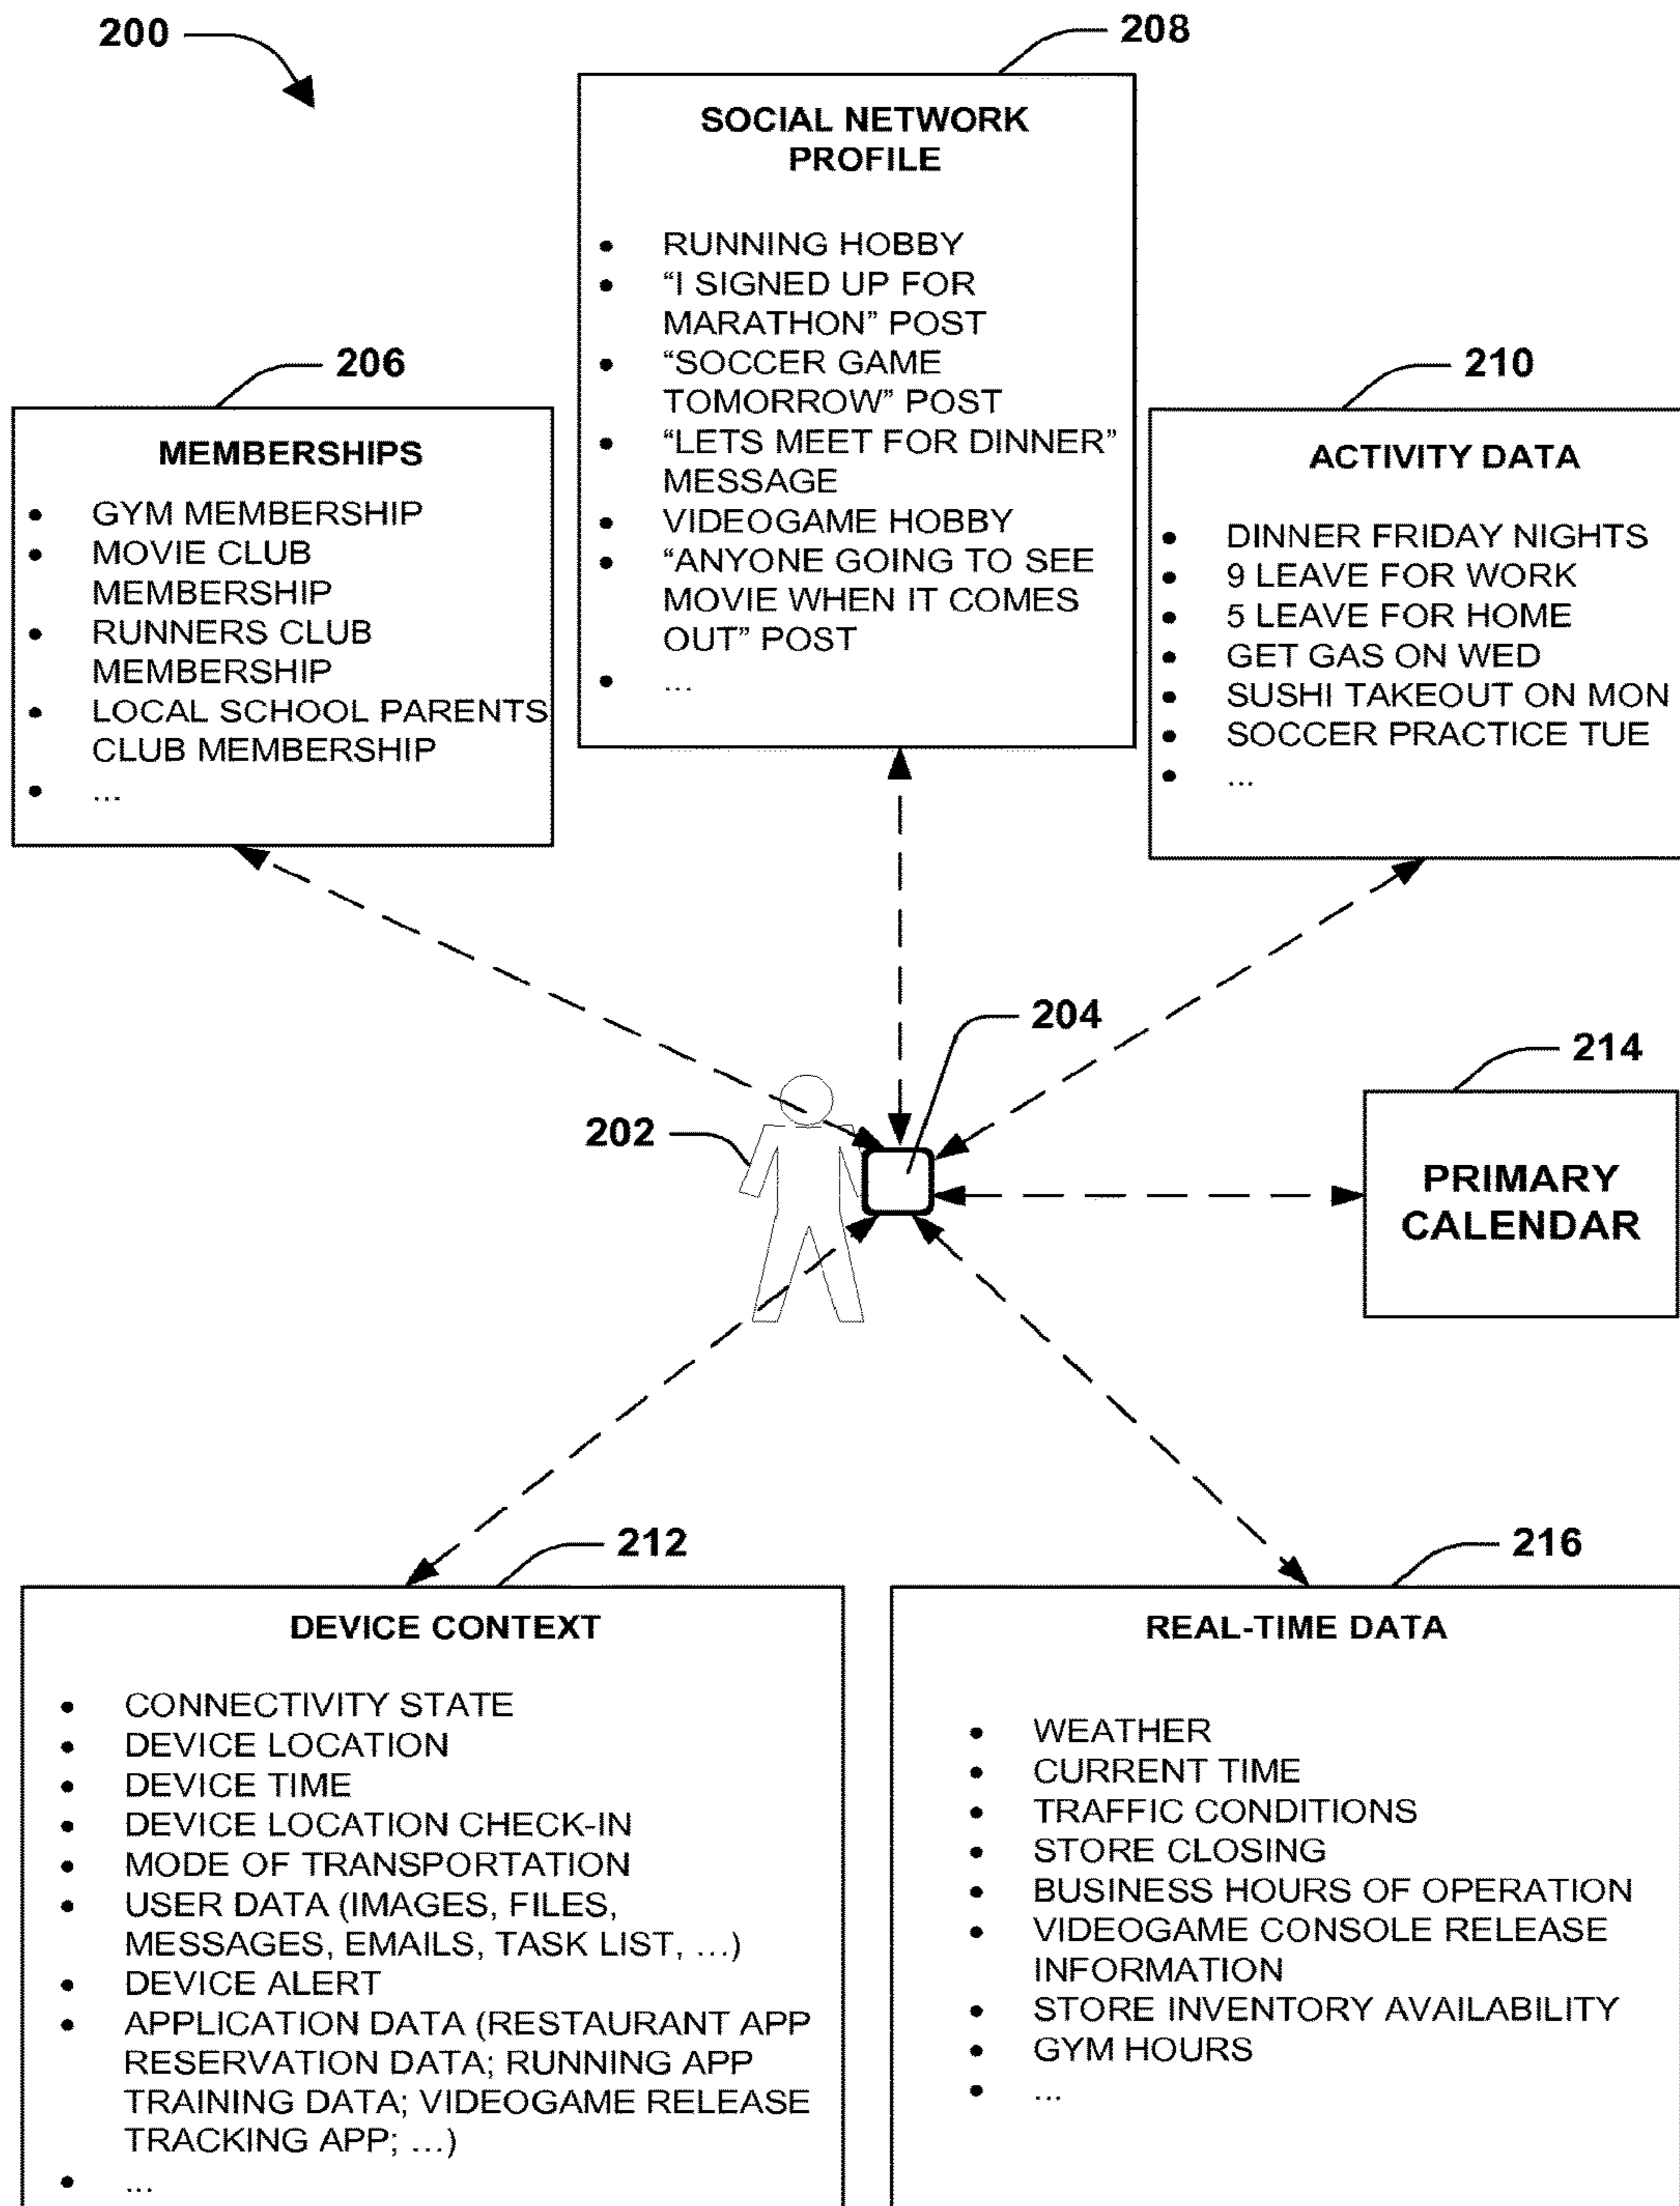 200
208
SOCIAL NETWORK
PROFILE
• RUNNING HOBBY
• “I SIGNED UP FOR
MARATHON” POST
• “SOCCER GAME
TOMORROW” POST
• “LETS MEET FOR DINNER”
MESSAGE
• VIDEOGAME HOBBY
• “ANYONE GOING TO SEE
MOVIE WHEN IT COMES
OUT” POST
• ...
206
MEMBERSHIPS
• GYM MEMBERSHIP
• MOVIE CLUB
MEMBERSHIP
• RUNNERS CLUB
MEMBERSHIP
• LOCAL SCHOOL PARENTS
CLUB MEMBERSHIP
• ...
210
ACTIVITY DATA
• DINNER FRIDAY NIGHTS
• 9 LEAVE FOR WORK
• 5 LEAVE FOR HOME
• GET GAS ON WED
• SUSHI TAKEOUT ON MON
• SOCCER PRACTICE TUE
• ...
204
202
214
PRIMARY
CALENDAR
212
DEVICE CONTEXT
• CONNECTIVITY STATE
• DEVICE LOCATION
• DEVICE TIME
• DEVICE LOCATION CHECK-IN
• MODE OF TRANSPORTATION
• USER DATA (IMAGES, FILES,
MESSAGES, EMAILS, TASK LIST, ...)
• DEVICE ALERT
• APPLICATION DATA (RESTAURANT APP
RESERVATION DATA; RUNNING APP
TRAINING DATA; VIDEOGAME RELEASE
TRACKING APP; ...)
• ...
216
REAL-TIME DATA
• WEATHER
• CURRENT TIME
• TRAFFIC CONDITIONS
• STORE CLOSING
• BUSINESS HOURS OF OPERATION
• VIDEOGAME CONSOLE RELEASE
INFORMATION
• STORE INVENTORY AVAILABILITY
• GYM HOURS
• ...